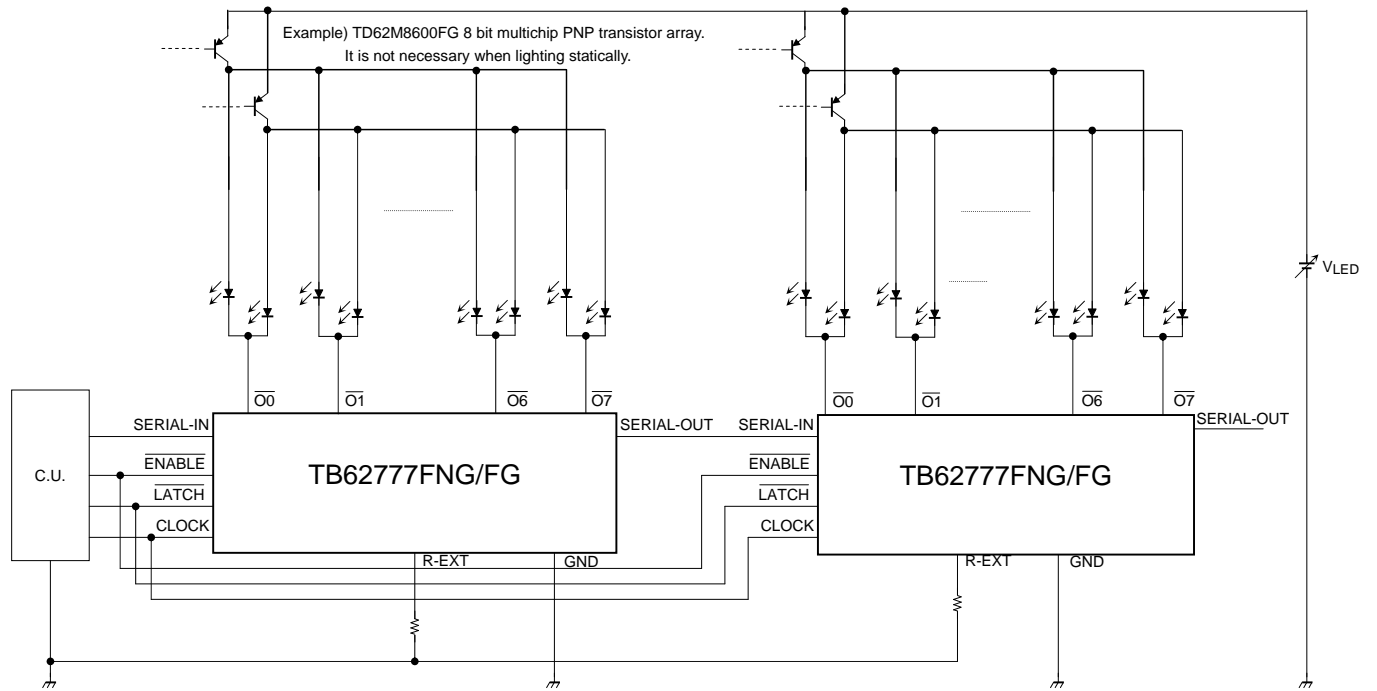 Example) TD62M8600FG 8 bit multichip PNP transistor array.
It is not necessary when lighting statically.
VLED
O0
O1
O6
O7
O0
O1
O6
O7
SERIAL-IN
SERIAL-OUT
SERIAL-IN
SERIAL-OUT
C.U.
ENABLE
TB62777FNG/FG
ENABLE
TB62777FNG/FG
LATCH
LATCH
CLOCK
CLOCK
R-EXT
GND
R-EXT
GND